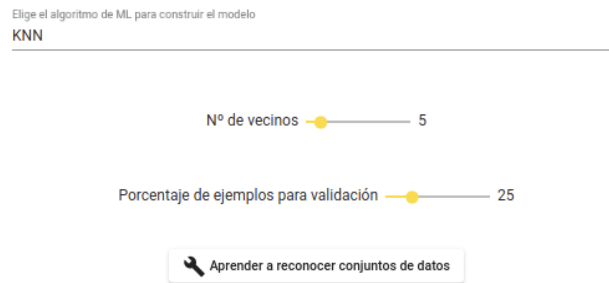 Elige el algoritmo de ML para construir el modelo
KNN
Nº de vecinos 5
Porcentaje de ejemplos para validación 25
Aprender a reconocer conjuntos de datos